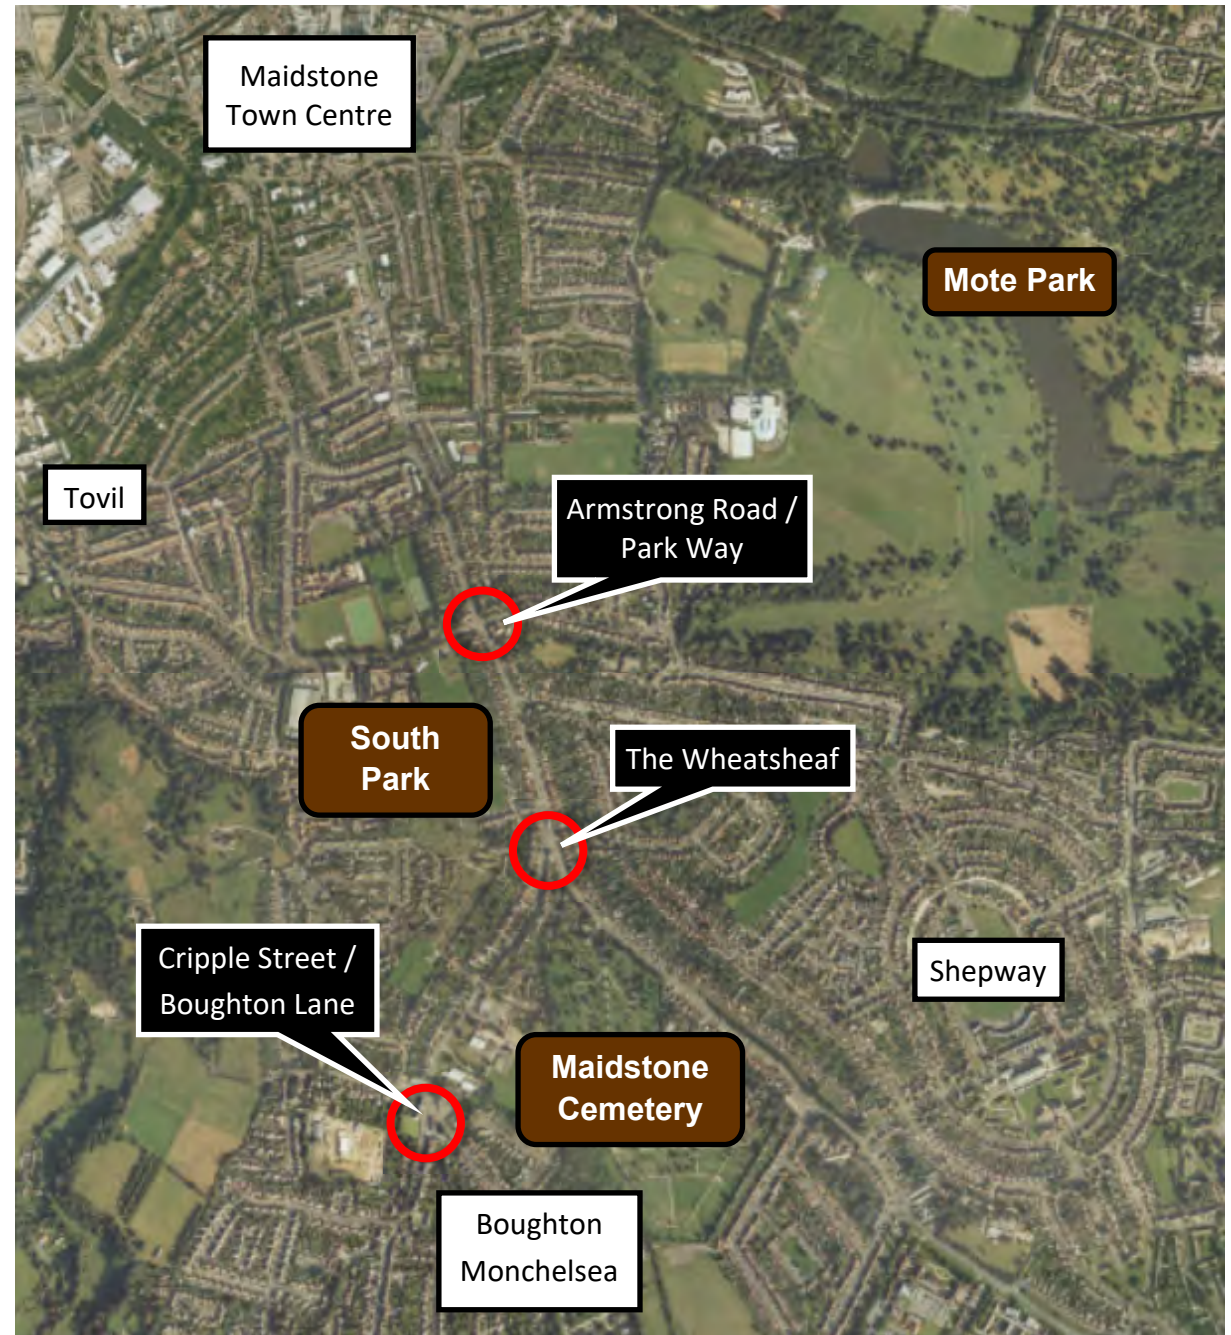 Maidstone
Town Centre
Mote Park
Tovil
Armstrong Road /
Park Way
South
Park
The Wheatsheaf
Cripple Street /
Boughton Lane
Shepway
Maidstone
Cemetery
Boughton
Monchelsea